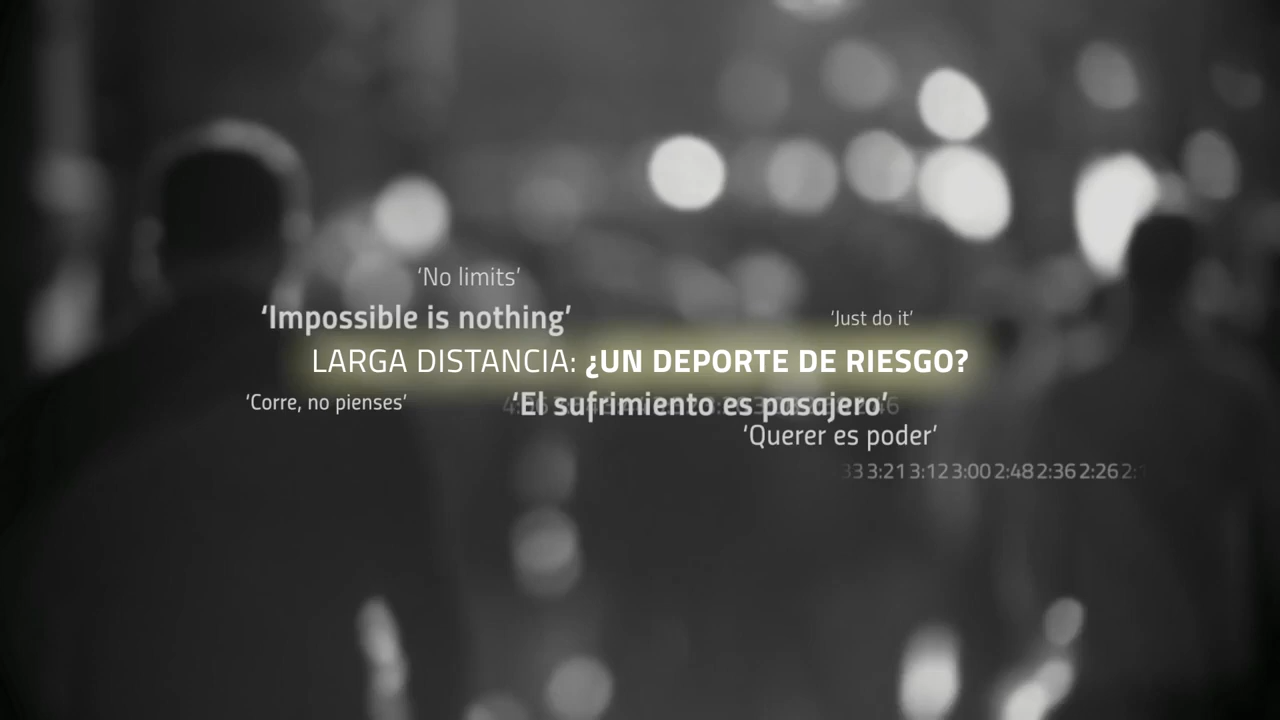 ‘No limits’
‘Impossible is nothing’
‘Just do it’
LARGA DISTANCIA: ¿UN DEPORTE DE RIESGO?
‘Corre, no pienses’
‘El sufrimiento es pasajero’
‘Querer es poder’
33 3:21 3:12 3:00 2:48 2:36 2:26